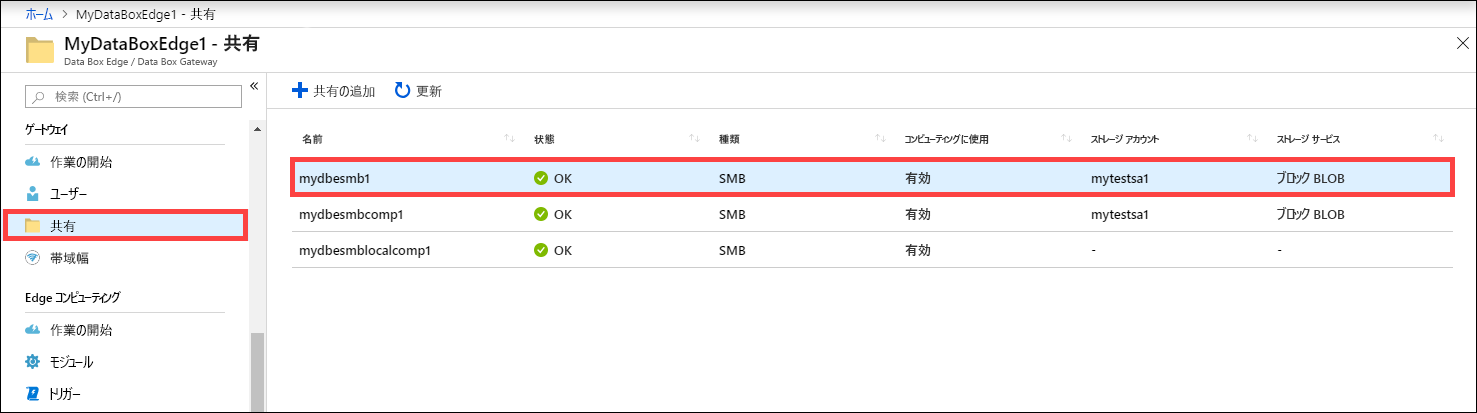 ホーム > MyDataBoxEdge1 - 共有
MyDataBoxEdge1 - 共有
Data Box Edge / Data Box Gateway
検索 (Ctrl+/)
ゲートウェイ
作業の開始
ユーザー
共有
帯域幅
Edge コンピューティング
作業の開始
モジュール
トリガー
共有の追加 更新
名前 状態 種類 コンピューティングに使用 ストレージ アカウント ストレージ サービス
mydbesmb1 OK SMB 有効 mytestsa1 ブロック BLOB
mydbesmbcomp1 OK SMB 有効 mytestsa1 ブロック BLOB
mydbesmblocalcomp1 OK SMB 有効 - -